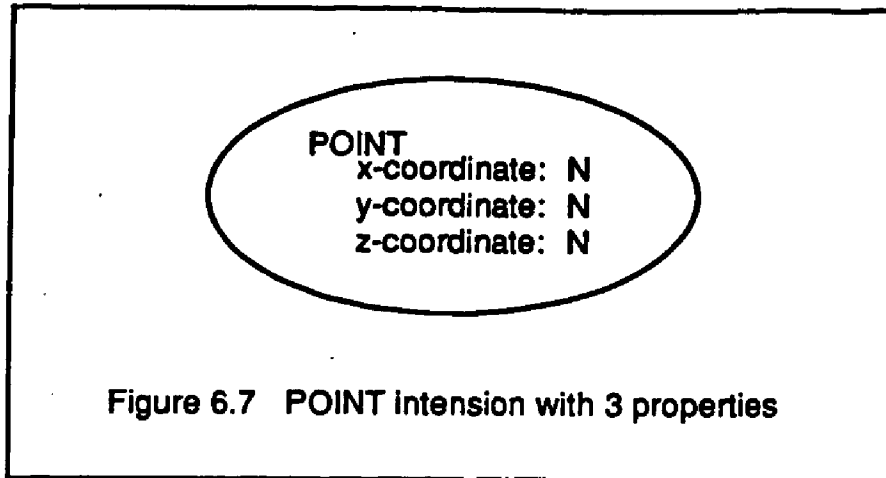 POINT
x-coordinate: N
y-coordinate: N
z-coordinate: N
Figure 6.7 POINT intension with 3 properties